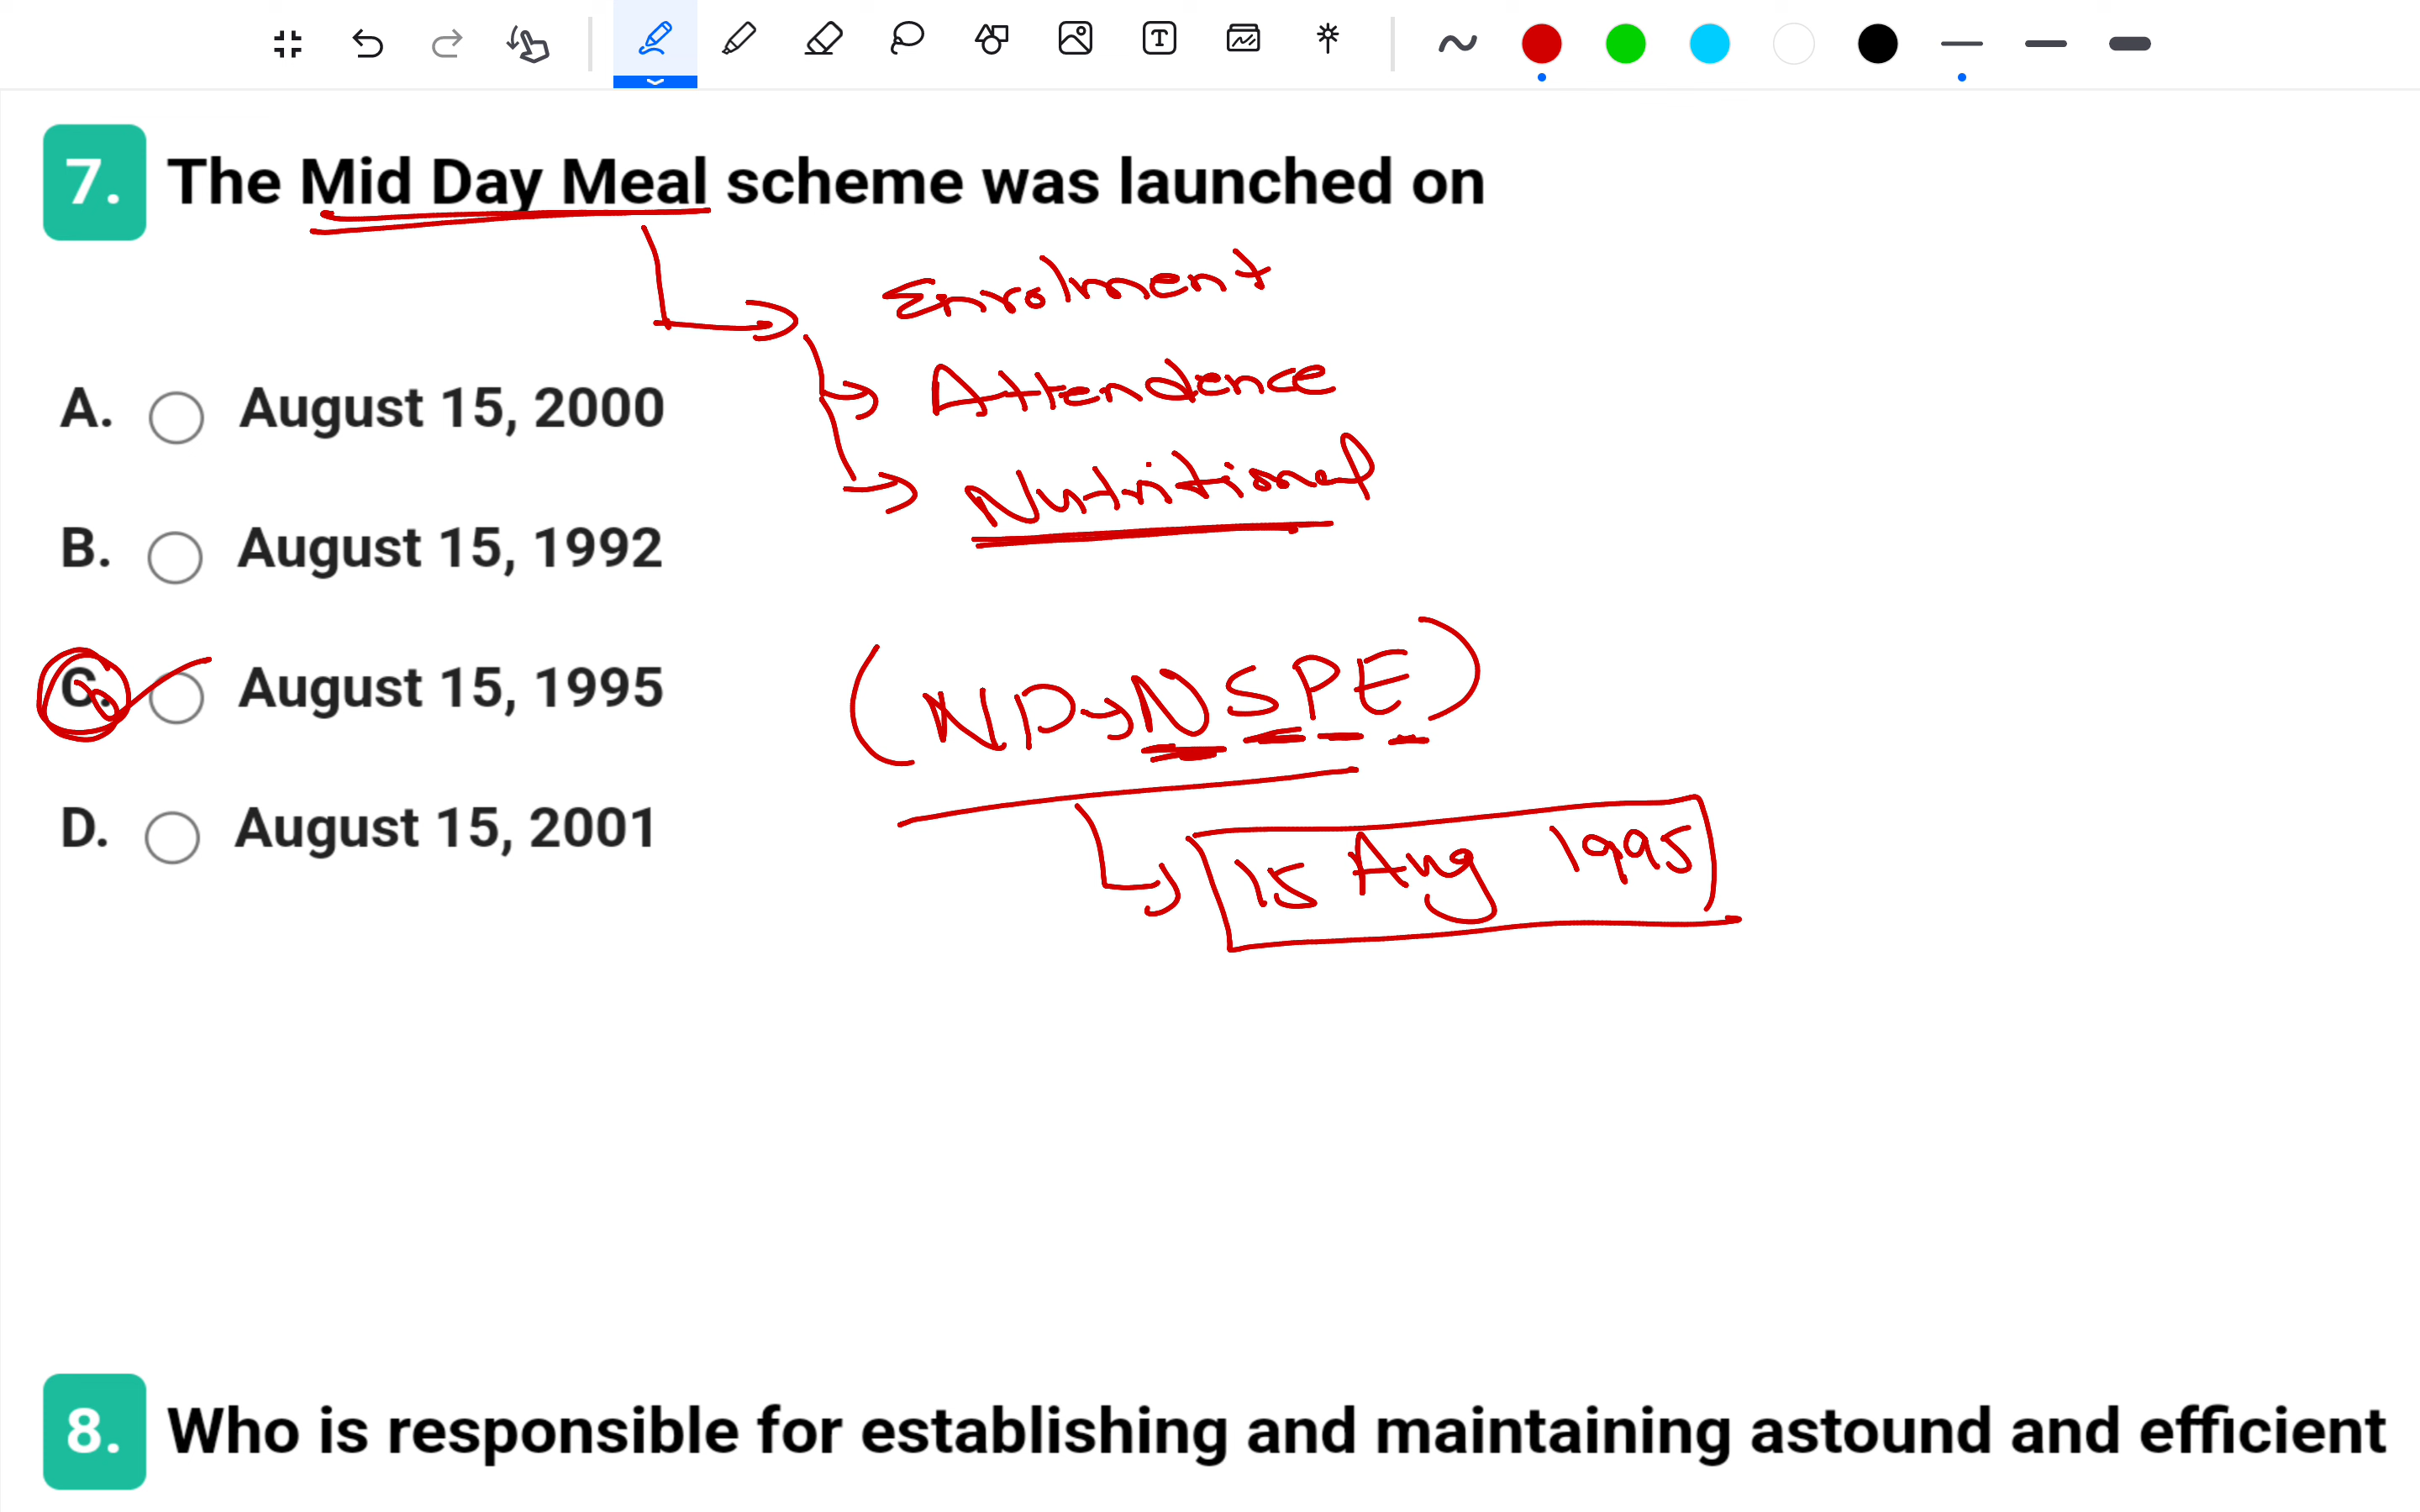 7. The Mid Day Meal scheme was launched on
Enrolment
Attendence
Nutritional
A. August 15, 2000
B. August 15, 1992
C. August 15, 1995
D. August 15, 2001
(NP-NSPE)
15 Aug 1995
8. Who is responsible for establishing and maintaining astound and efficient